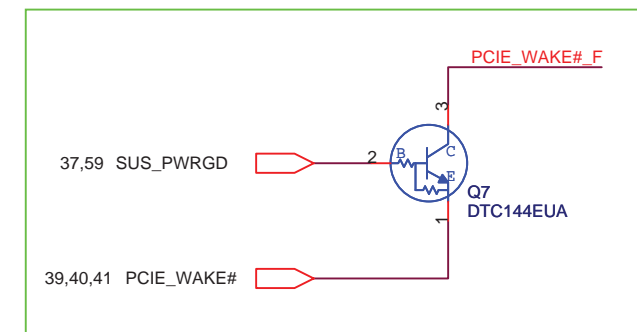 PCIE_WAKE#_F
3
37,59 SUS_PWRGD
2
B
C
E
Q7
DTC144EUA
1
39,40,41 PCIE_WAKE#